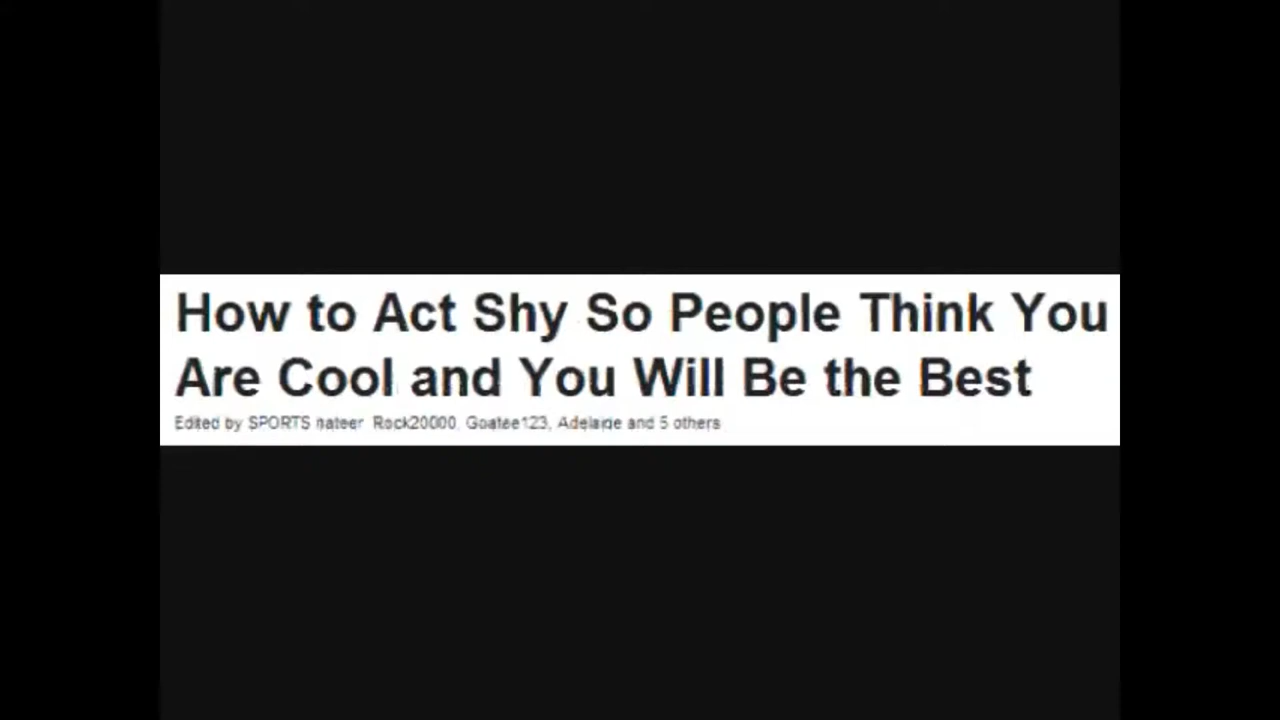 How to Act Shy So People Think You
Are Cool and You Will Be the Best
Edited by SPORTS hateer Rock20000, Goatee123, Adelaide and 5 others